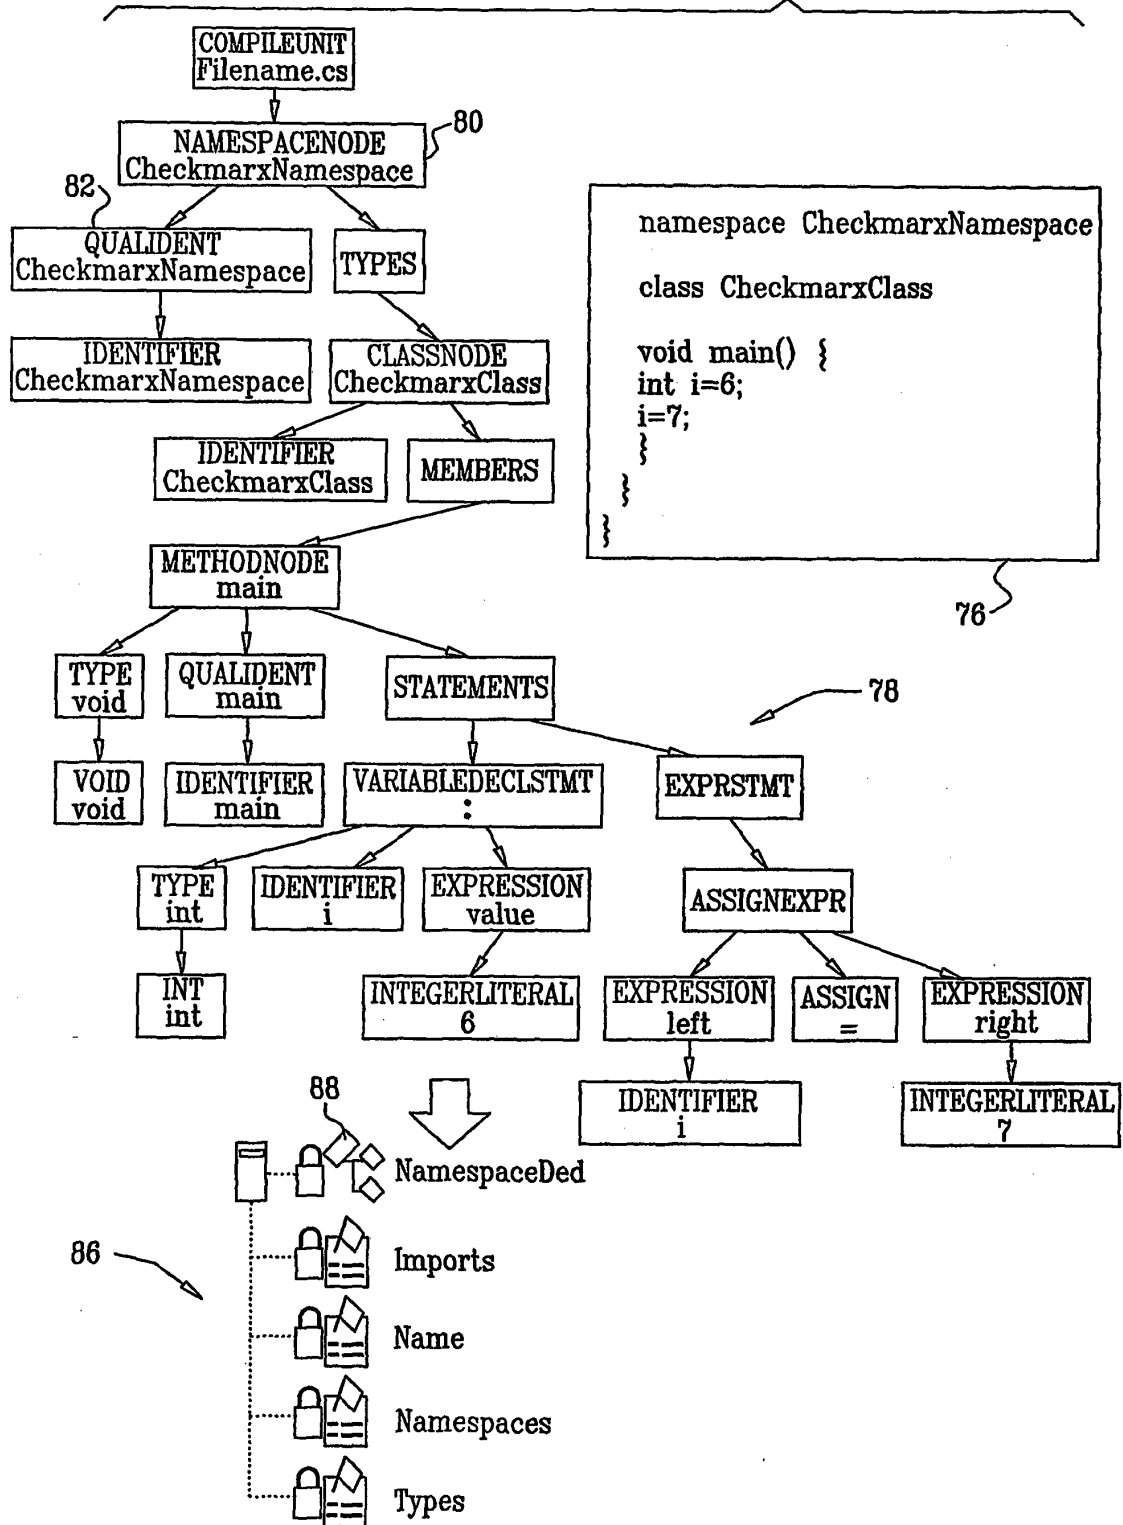 COMPILEUNIT
Filename.cs
80
NAMESPACENODE
CheckmarxNamespace
82
QUALIDENT
CheckmarxNamespace
TYPES
IDENTIFIER
CheckmarxNamespace
CLASSNODE
CheckmarxClass
IDENTIFIER
CheckmarxClass
MEMBERS
namespace CheckmarxNamespace
class CheckmarxClass
void main() {
int i=6;
i=7;
}
}
}
76
METHODNODE
main
TYPE
void
QUALIDENT
main
STATEMENTS
78
VOID
void
IDENTIFIER
main
VARIABLEDECLSTMT
:
EXPRSTMT
TYPE
int
IDENTIFIER
i
EXPRESSION
value
ASSIGNEXPR
INT
int
INTEGERLITERAL
6
EXPRESSION
left
ASSIGN
=
EXPRESSION
right
IDENTIFIER
i
INTEGERLITERAL
7
88
NamespaceDed
86
Imports
Name
Namespaces
Types